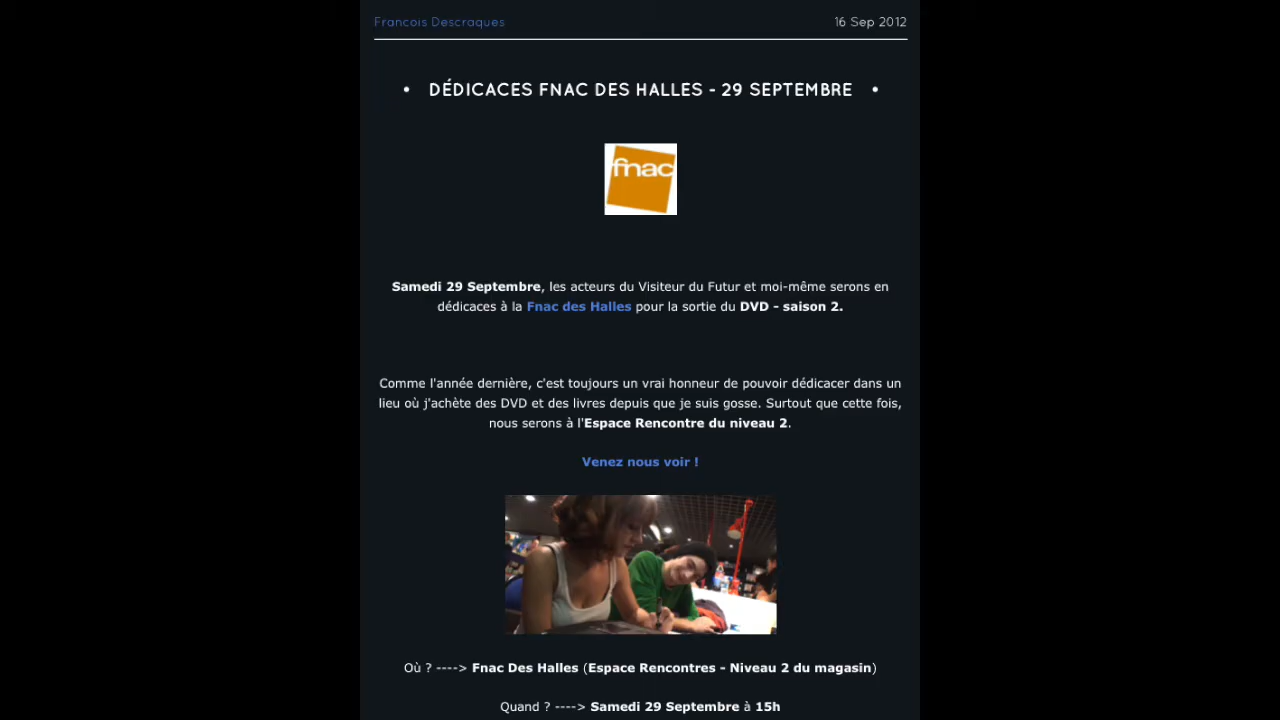 Francois Descraques 16 Sep 2012
• DÉDICACES FNAC DES HALLES - 29 SEPTEMBRE •
fnac
Samedi 29 Septembre, les acteurs du Visiteur du Futur et moi-même serons en
dédicaces à la Fnac des Halles pour la sortie du DVD - saison 2.
Comme l'année dernière, c'est toujours un vrai honneur de pouvoir dédicacer dans un
lieu où j'achète des DVD et des livres depuis que je suis gosse. Surtout que cette fois,
nous serons à l'Espace Rencontre du niveau 2.
Venez nous voir !
Où ? ----> Fnac Des Halles (Espace Rencontres - Niveau 2 du magasin)
Quand ? ----> Samedi 29 Septembre à 15h